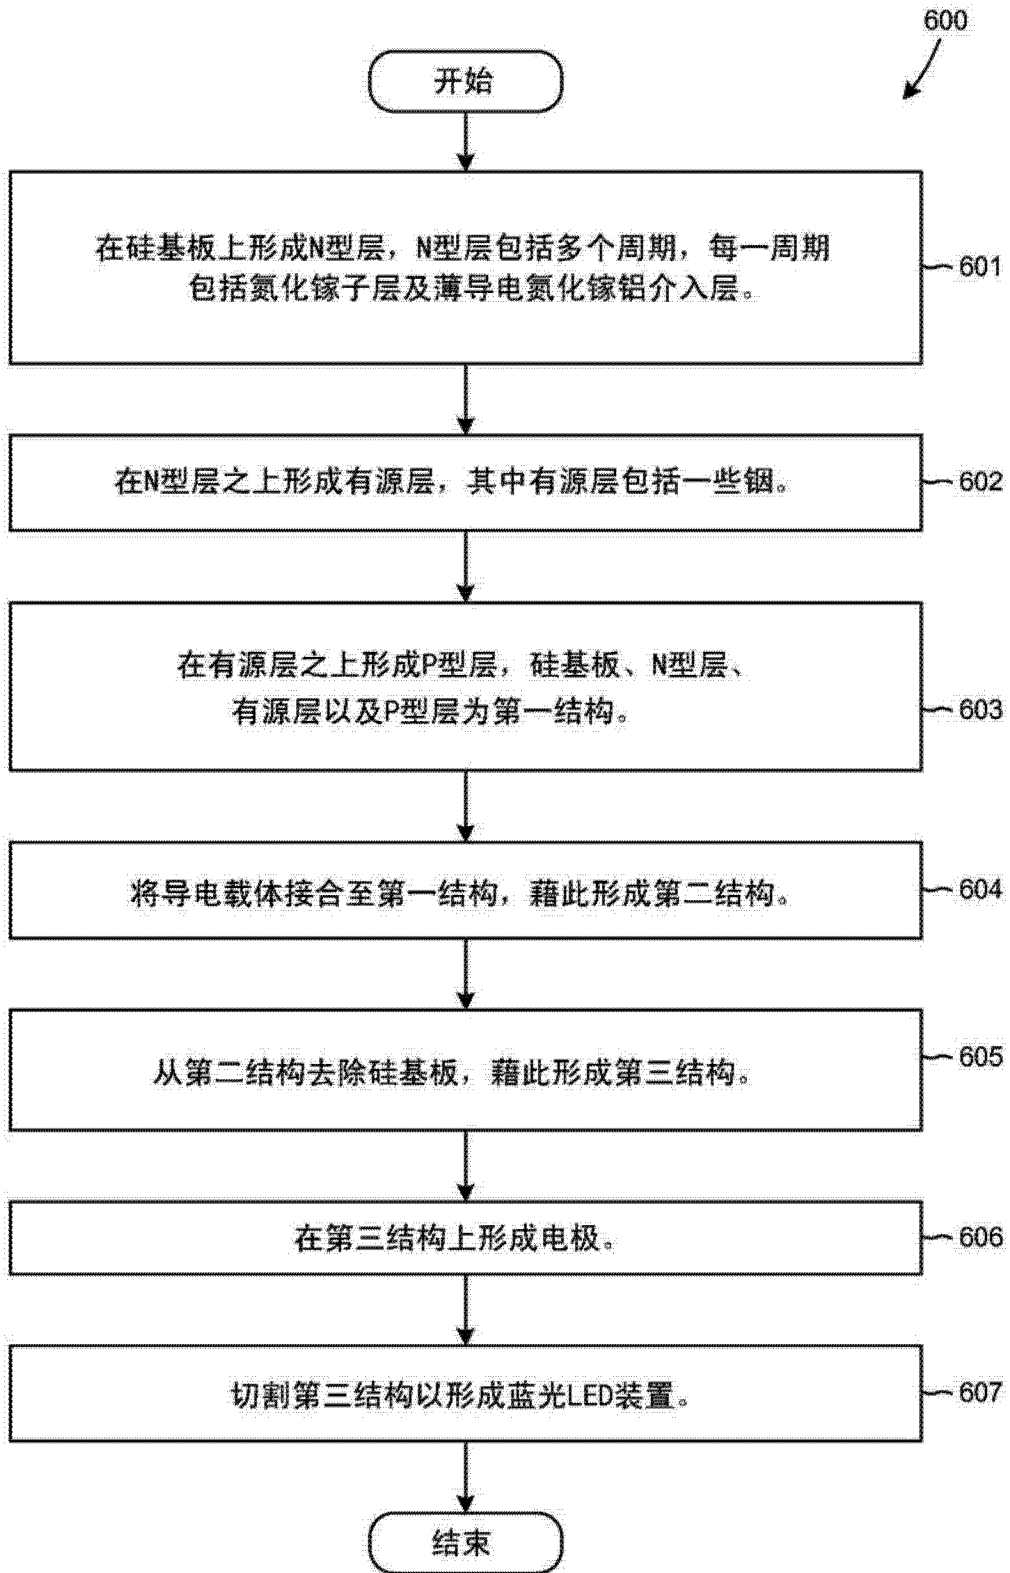 600
开始
在硅基板上形成N型层，N型层包括多个周期，每一周期
包括氮化镓子层及薄导电氮化镓铝介入层。
601
在N型层之上形成有源层，其中有源层包括一些铟。
602
在有源层之上形成P型层，硅基板、N型层、
有源层以及P型层为第一结构。
603
将导电载体接合至第一结构，藉此形成第二结构。
604
从第二结构去除硅基板，藉此形成第三结构。
605
在第三结构上形成电极。
606
切割第三结构以形成蓝光LED装置。
607
结束